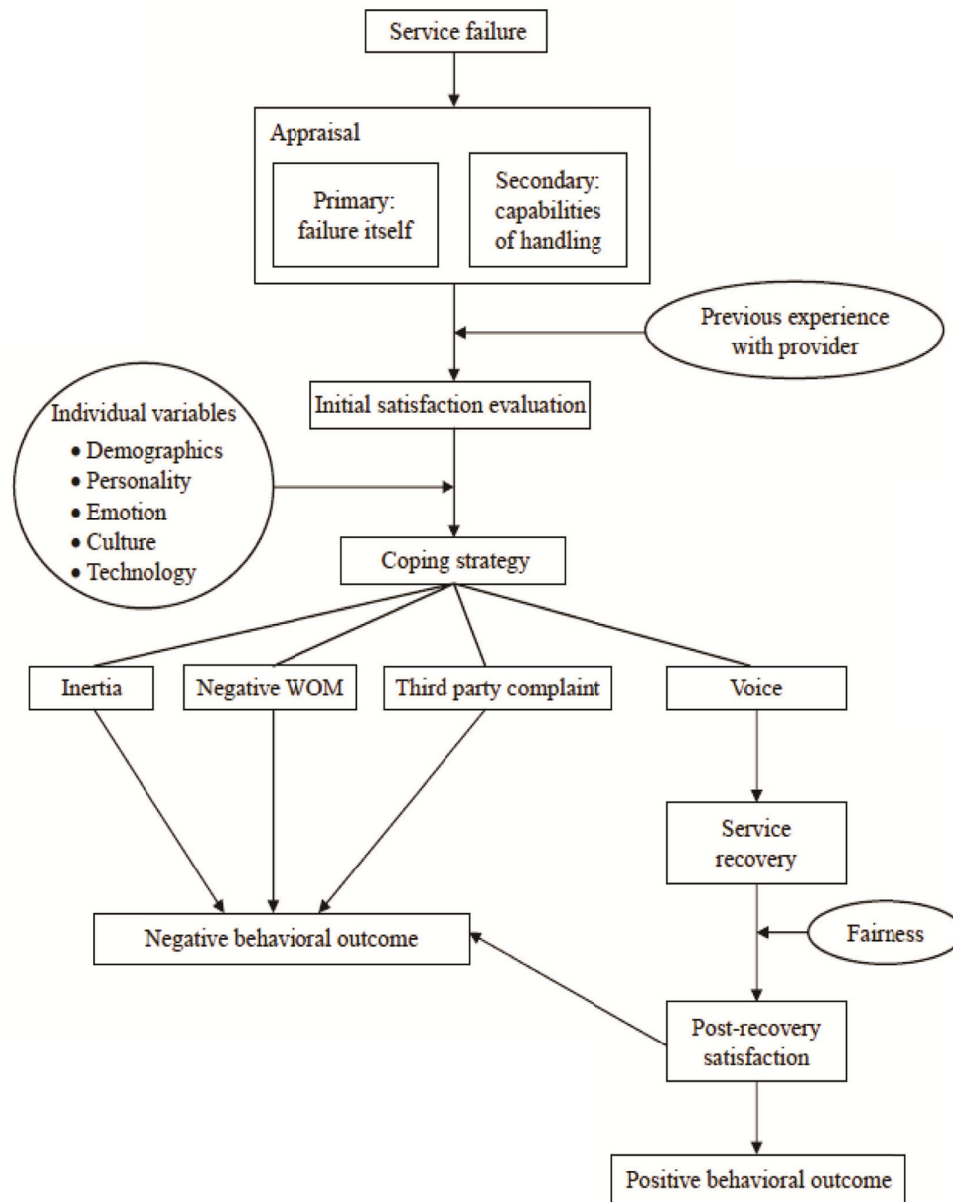 Service failure
Appraisal
Primary:
failure itself
Secondary:
capabilities
of handling
Previous experience
with provider
Initial satisfaction evaluation
Individual variables
• Demographics
• Personality
• Emotion
• Culture
• Technology
Coping strategy
Inertia
Negative WOM
Third party complaint
Voice
Service
recovery
Negative behavioral outcome
Fairness
Post-recovery
satisfaction
Positive behavioral outcome